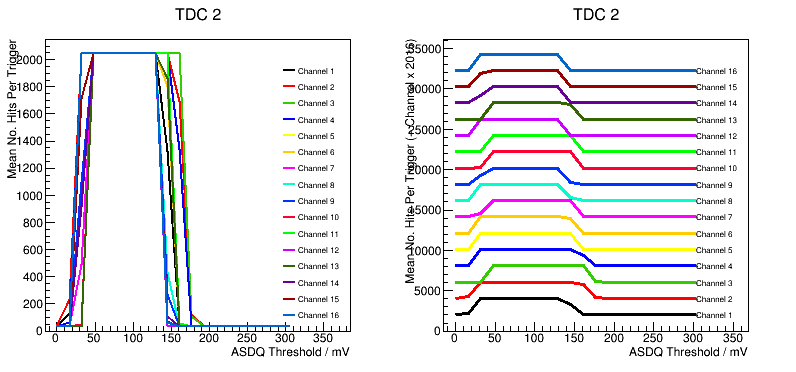 TDC 2
Mean No. Hits Per Trigger
2000
1800
1600
1400
1200
1000
800
600
400
200
0
0 50 100 150 200 250 300 350
ASDQ Threshold / mV
Channel 1
Channel 2
Channel 3
Channel 4
Channel 5
Channel 6
Channel 7
Channel 8
Channel 9
Channel 10
Channel 11
Channel 12
Channel 13
Channel 14
Channel 15
Channel 16
TDC 2
Mean No. Hits Per Trigger (+ Channel x 2016)
35000
30000
25000
20000
15000
10000
5000
0
0 50 100 150 200 250 300 350
ASDQ Threshold / mV
Channel 16
Channel 15
Channel 14
Channel 13
Channel 12
Channel 11
Channel 10
Channel 9
Channel 8
Channel 7
Channel 6
Channel 5
Channel 4
Channel 3
Channel 2
Channel 1